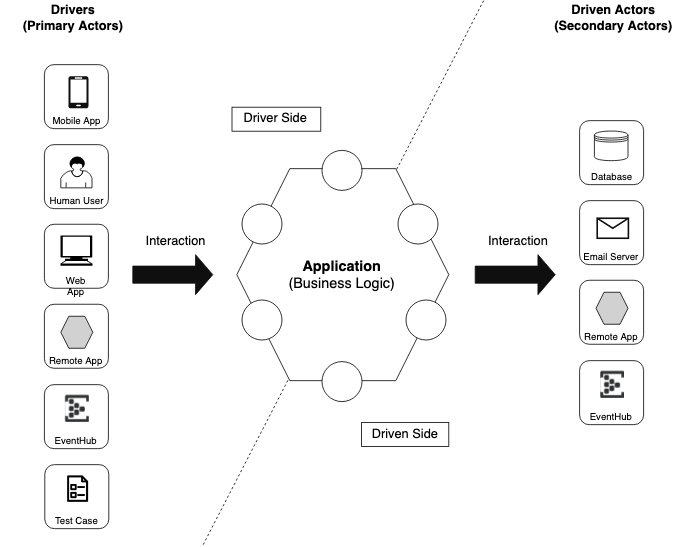 Drivers
(Primary Actors)
Driven Actors
(Secondary Actors)
Mobile App
Human User
Web
App
Remote App
EventHub
Test Case
Driver Side
Interaction
Application
(Business Logic)
Interaction
Driven Side
Database
Email Server
Remote App
EventHub